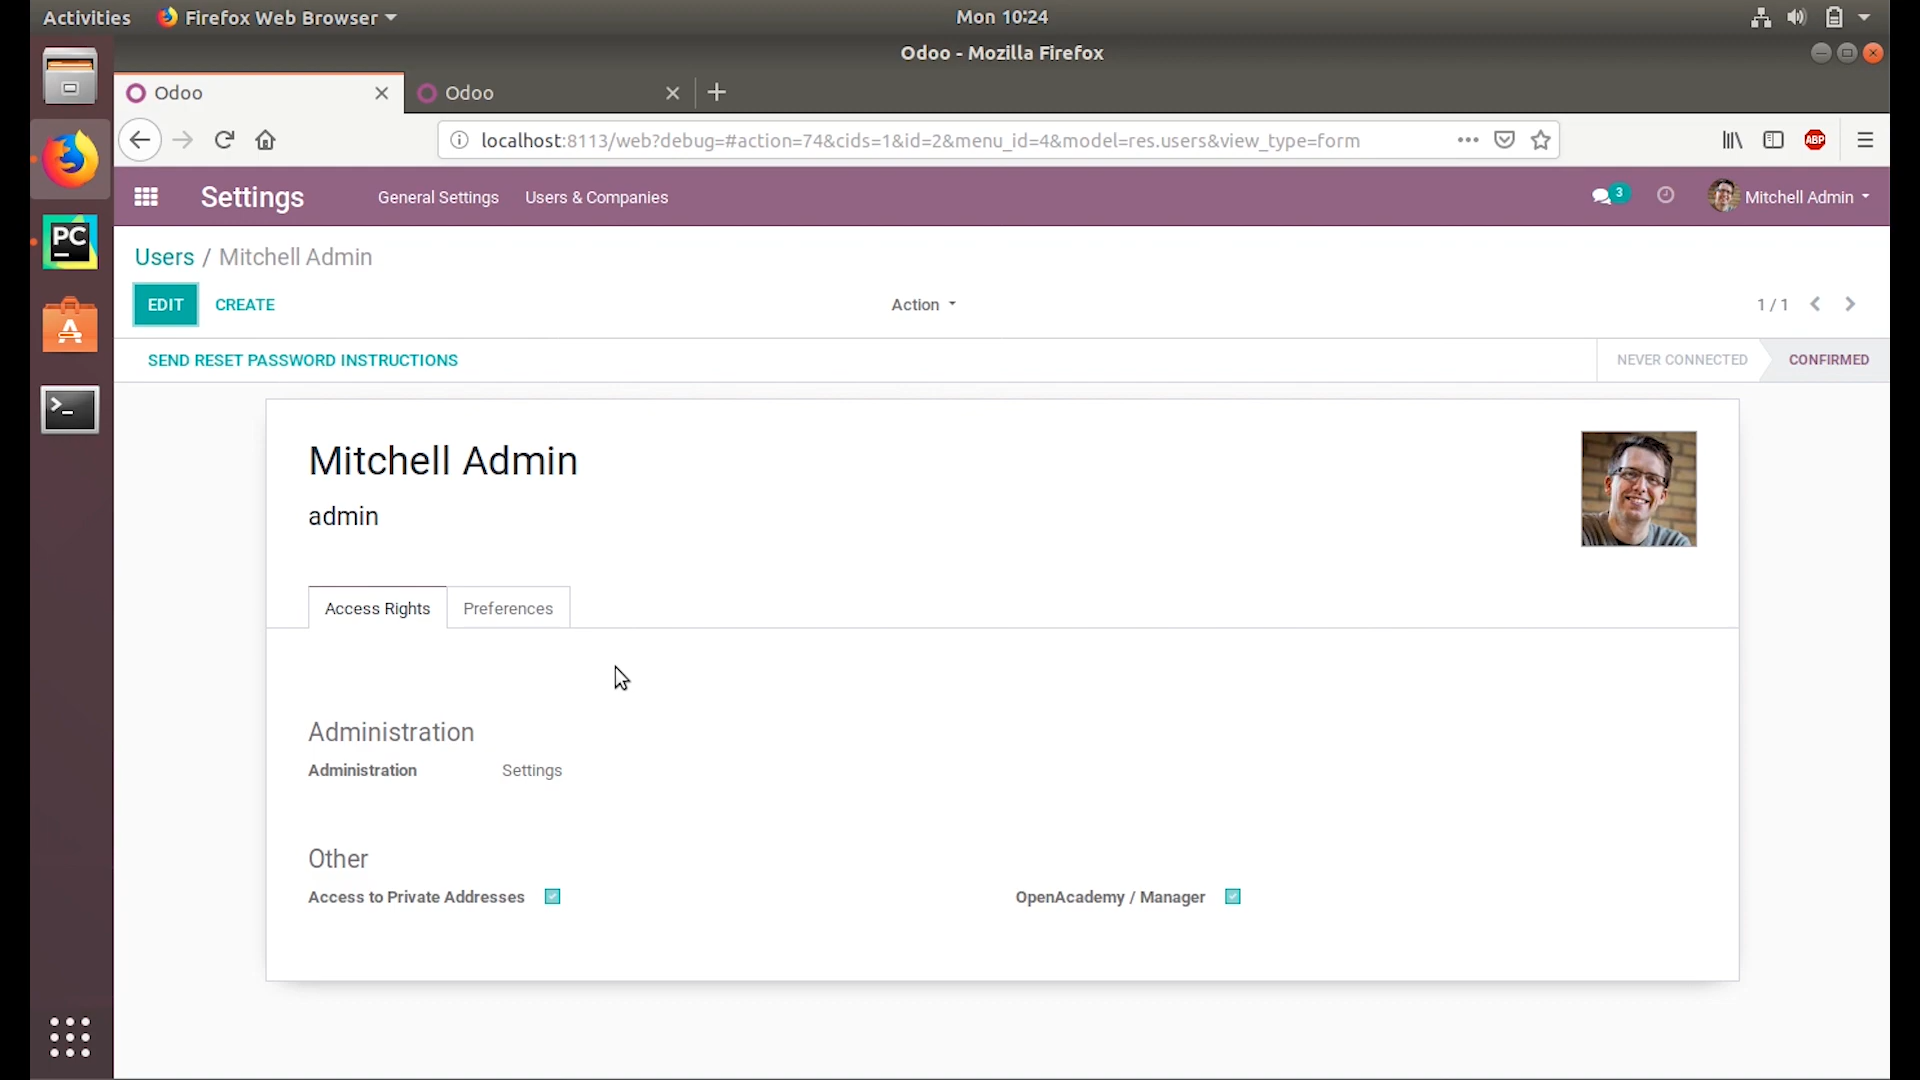 Activities Firefox Web Browser Mon 10:24
Odoo - Mozilla Firefox
Odoo Odoo
localhost:8113/web?debug=#action=74&cids=1&id=2&menu_id=4&model=res.users&view_type=form ABP
PC
Settings General Settings Users & Companies 3 Mitchell Admin
Users / Mitchell Admin
EDIT CREATE Action 1 / 1
SEND RESET PASSWORD INSTRUCTIONS NEVER CONNECTED CONFIRMED
Mitchell Admin
admin
Access Rights Preferences
Administration
Administration Settings
Other
Access to Private Addresses OpenAcademy / Manager